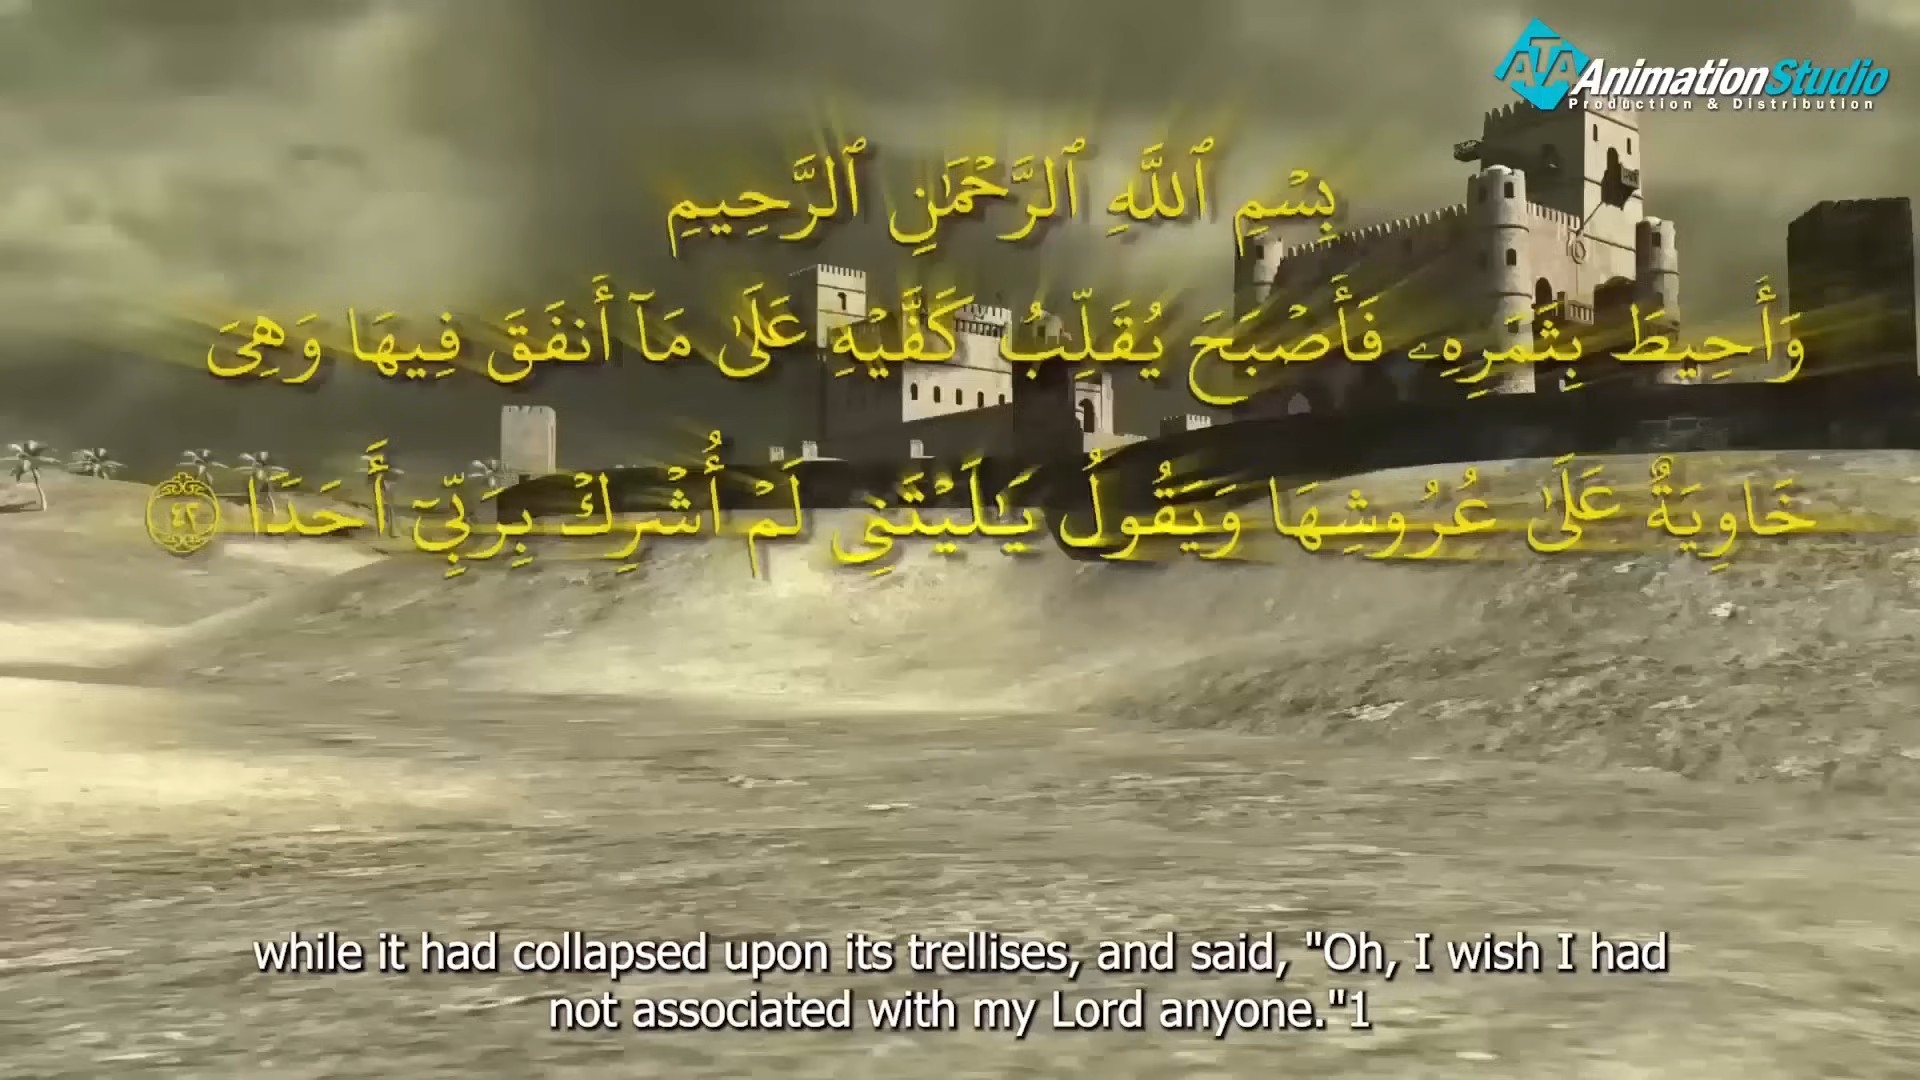 ATA AnimationStudio
Production & Distribution
بِسْمِ ٱللَّهِ ٱلرَّحْمَٰنِ ٱلرَّحِيمِ
وَأُحِيطَ بِثَمَرِهِۦ فَأَصْبَحَ يُقَلِّبُ كَفَّيْهِ عَلَىٰ مَآ أَنفَقَ فِيهَا وَهِىَ
خَاوِيَةٌ عَلَىٰ عُرُوشِهَا وَيَقُولُ يَٰلَيْتَنِى لَمْ أُشْرِكْ بِرَبِّىٓ أَحَدًا ٤٢
while it had collapsed upon its trellises, and said, "Oh, I wish I had
not associated with my Lord anyone."1